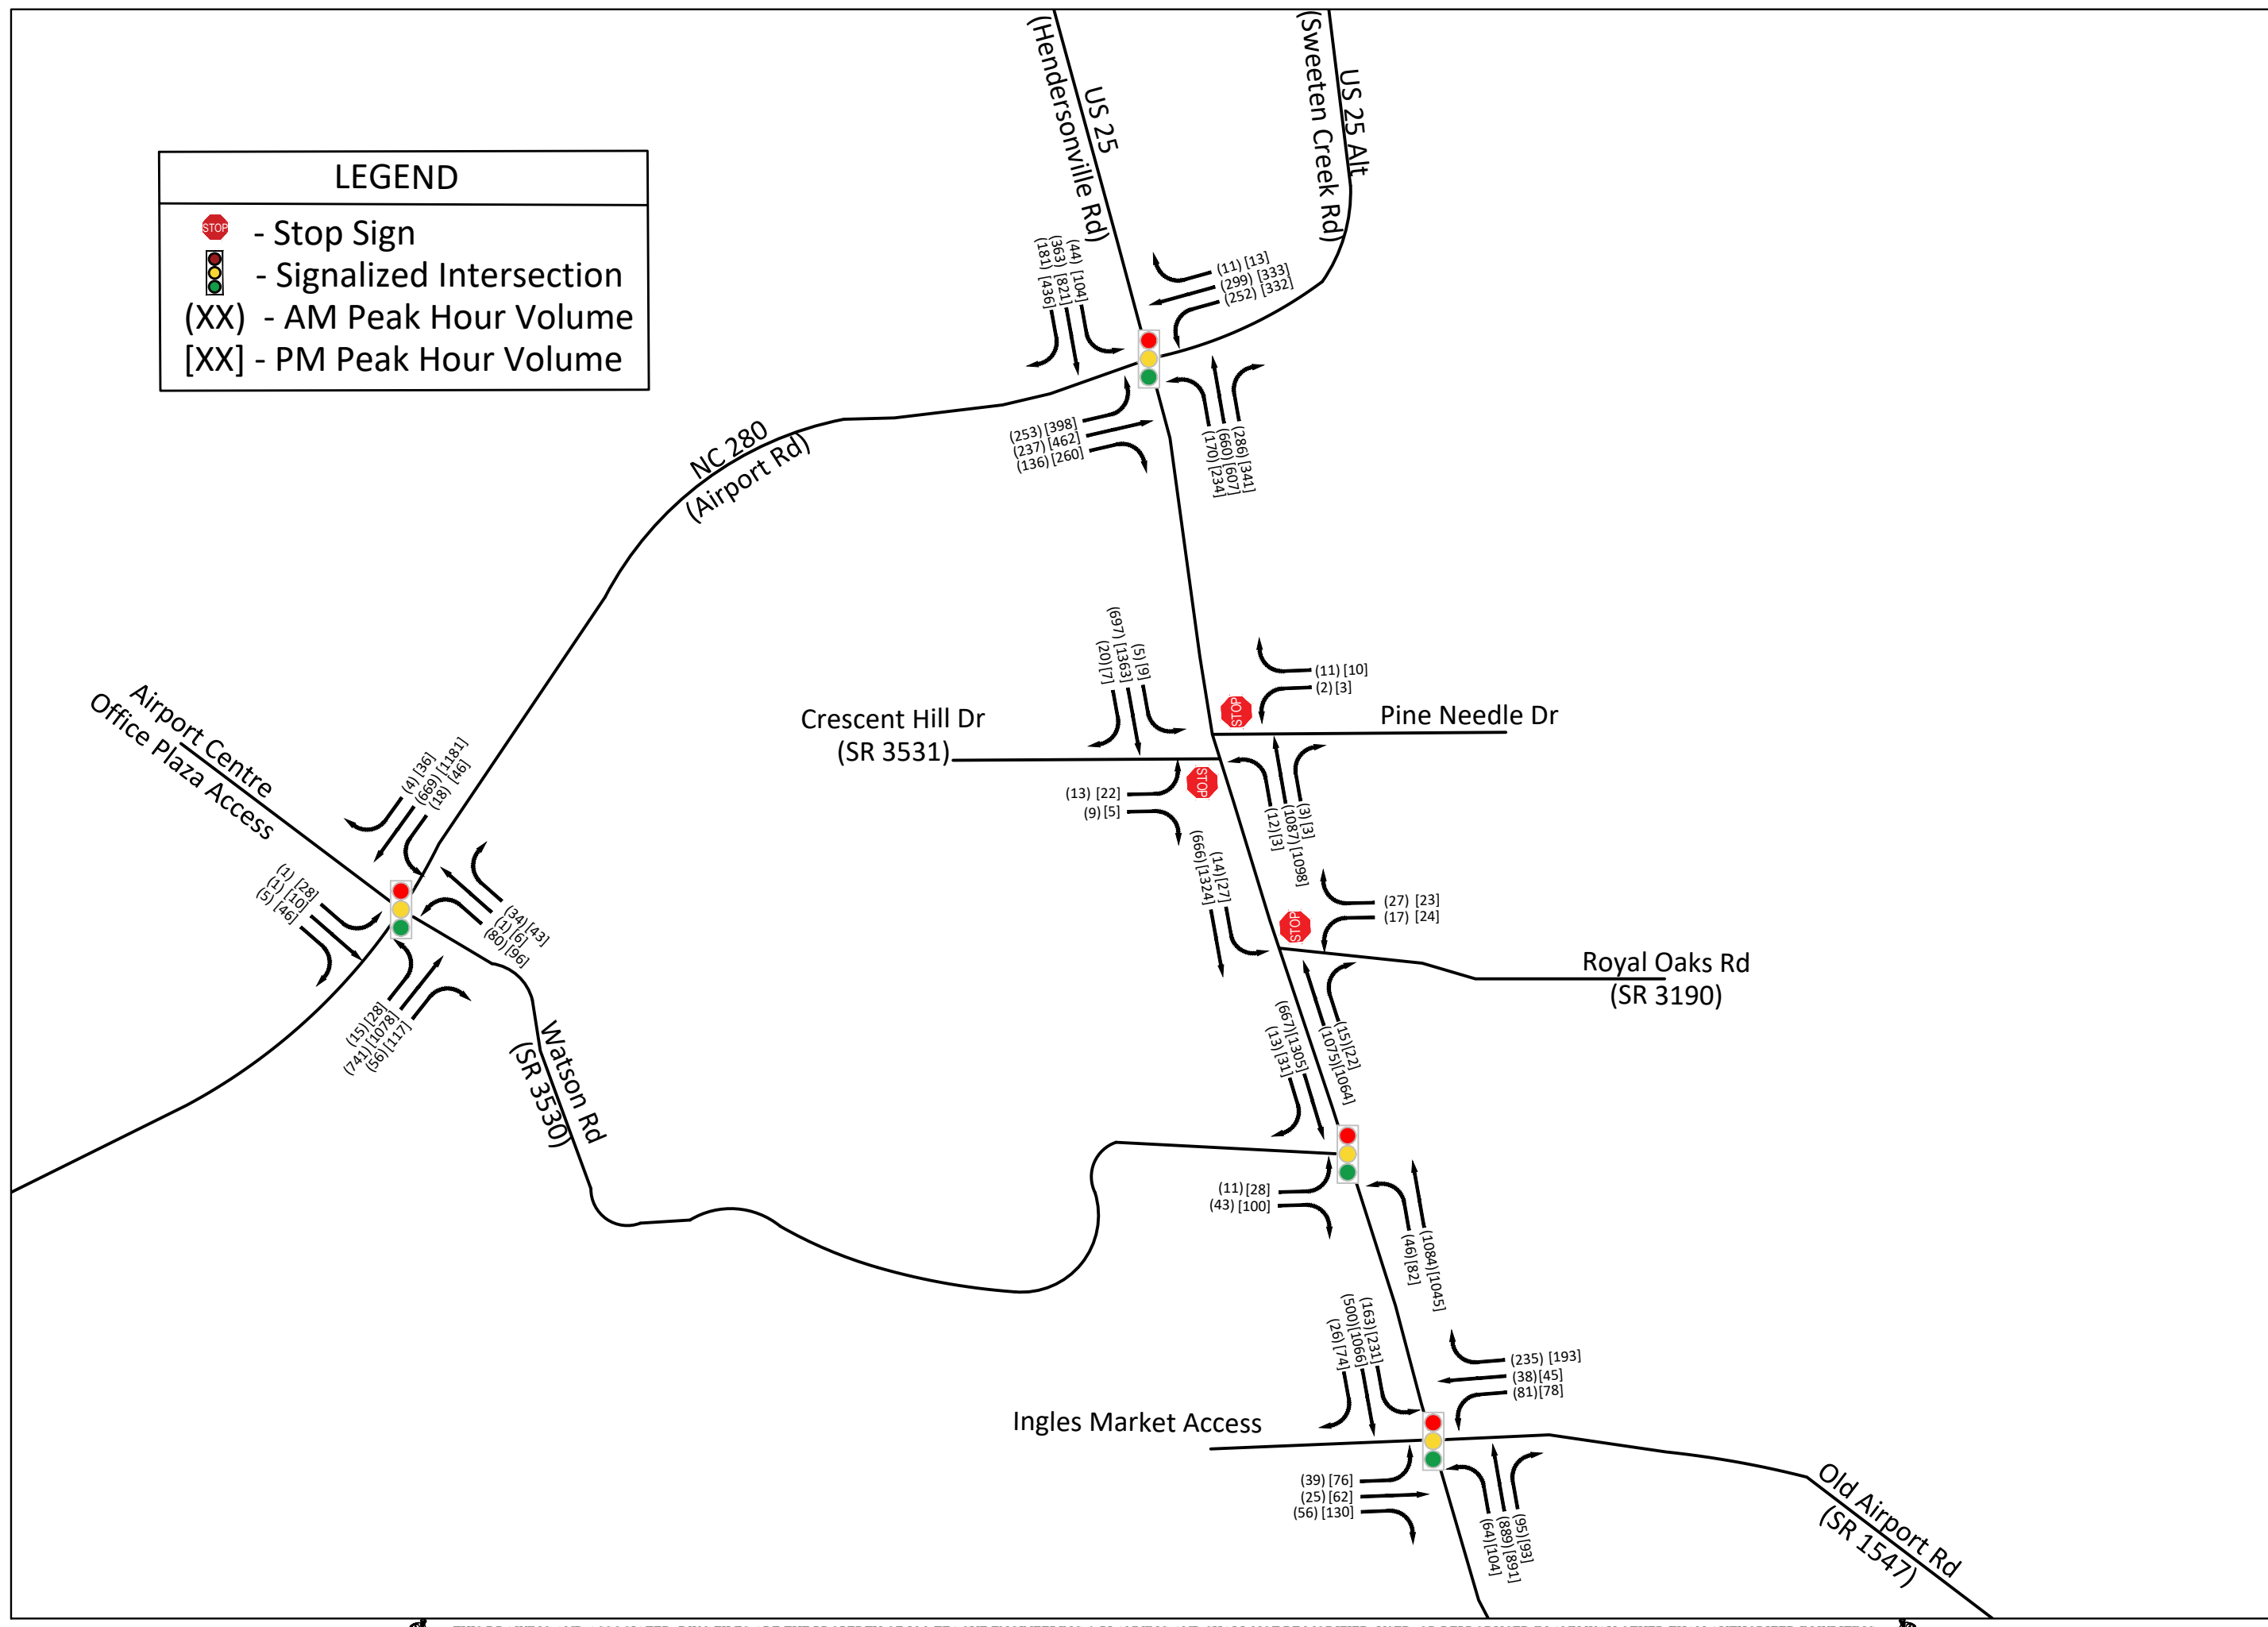 US 25
(Hendersonville Rd)
US 25 Alt
(Sweeten Creek Rd)
LEGEND
STOP - Stop Sign
- Signalized Intersection
(XX) - AM Peak Hour Volume
[XX] - PM Peak Hour Volume
(44) [104]
(363) [821]
(181) [436]
(11) [13]
(299) [333]
(252) [332]
(253) [398]
(237) [462]
(136) [260]
(286) [341]
(660) [607]
(170) [234]
NC 280
(Airport Rd)
(5) [9]
(697) [1363]
(20) [7]
(11) [10]
(2) [3]
STOP
Pine Needle Dr
Crescent Hill Dr
(SR 3531)
STOP
(13) [22]
(9) [5]
(3) [3]
(1087) [1098]
(12) [3]
Airport Centre
Office Plaza Access
(4) [36]
(669) [1181]
(18) [46]
(1) [28]
(1) [10]
(5) [46]
(34) [43]
(1) [6]
(80) [96]
(15) [28]
(741) [1078]
(56) [117]
(14) [27]
(666) [1324]
(27) [23]
(17) [24]
STOP
Royal Oaks Rd
(SR 3190)
(15) [22]
(1075) [1064]
Watson Rd
(SR 3530)
(667) [1305]
(13) [31]
(11) [28]
(43) [100]
(1084) [1045]
(46) [82]
(163) [231]
(500) [1066]
(26) [74]
(235) [193]
(38) [45]
(81) [78]
Ingles Market Access
(39) [76]
(25) [62]
(56) [130]
(95) [93]
(889) [891]
(64) [104]
Old Airport Rd
(SR 1547)